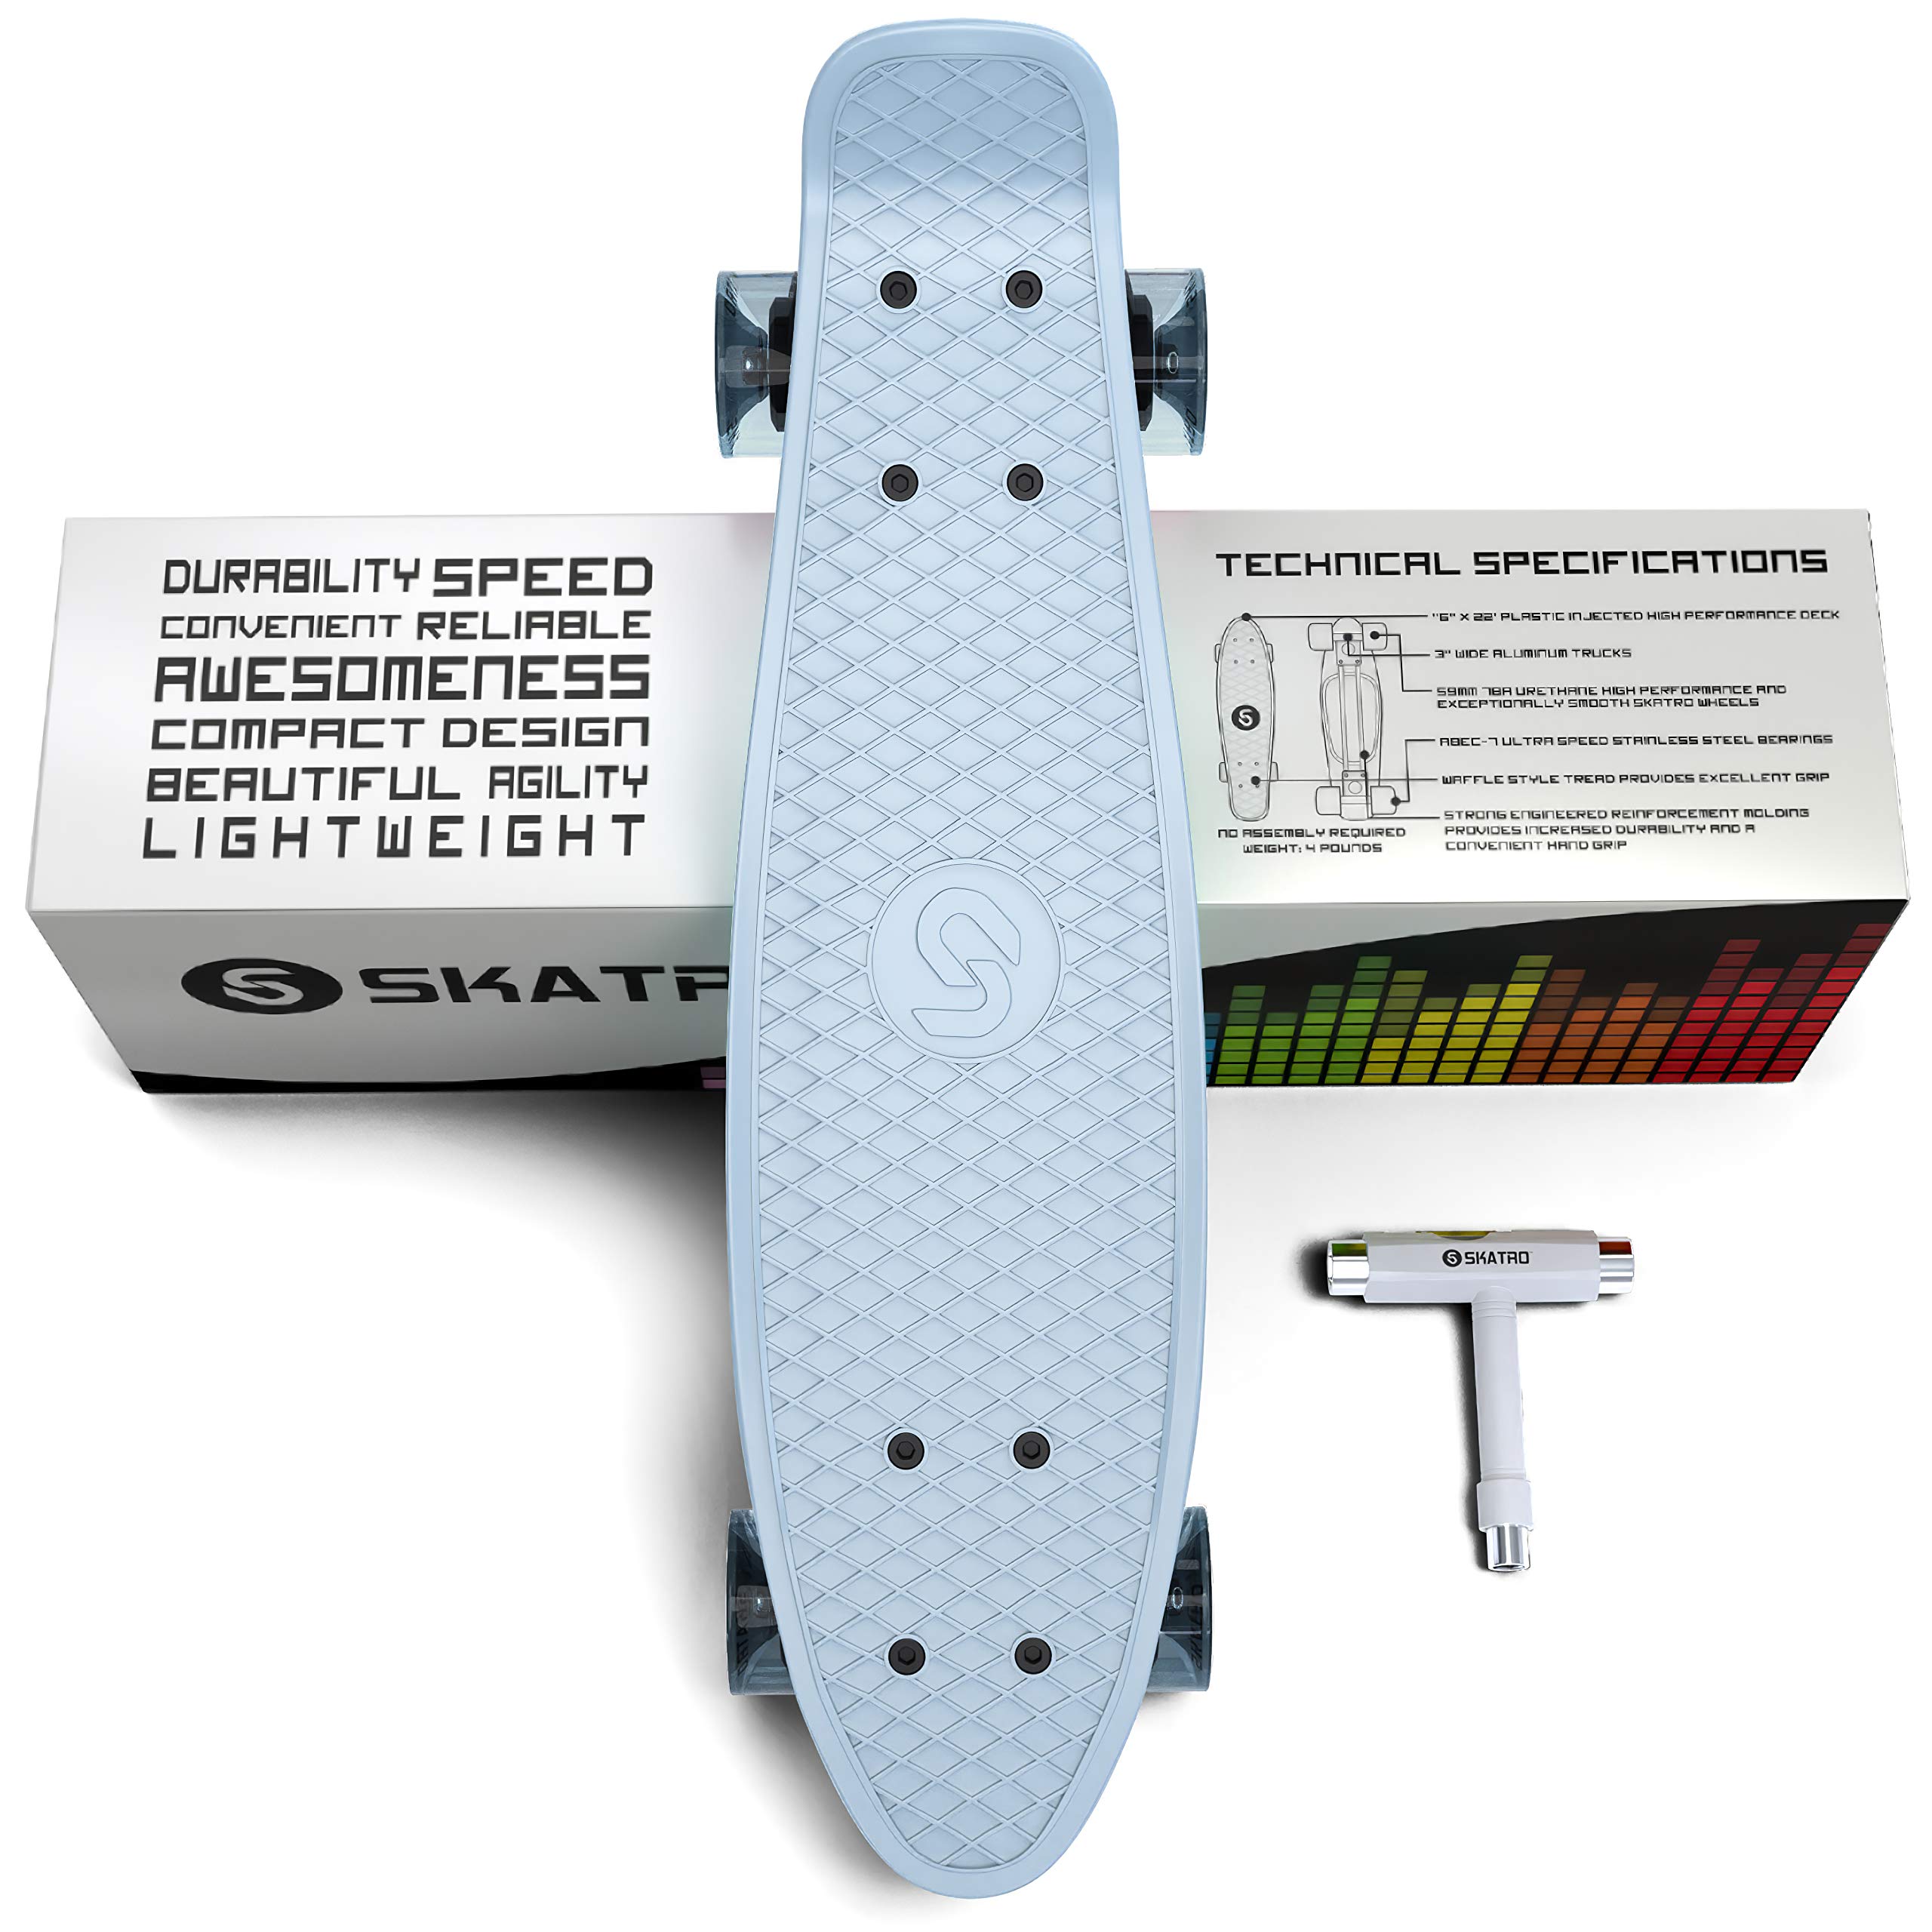 DURABILITY SPEED
CONVENIENT RELIABLE
AWESOMENESS
COMPACT DESIGN
BEAUTIFUL AGILITY
LIGHTWEIGHT
SKATR
TECHNICAL SPECIFICATIONS
"6" X 22' PLASTIC INJECTED HIGH PERFORMANCE DECK
3" WIDE ALUMINUM TRUCKS
59MM 78A URETHANE HIGH PERFORMANCE AND
EXCEPTIONALLY SMOOTH SKATRO WHEELS
ABEC-7 ULTRA SPEED STAINLESS STEEL BEARINGS
WAFFLE STYLE TREAD PROVIDES EXCELLENT GRIP
STRONG ENGINEERED REINFORCEMENT MOLDING
PROVIDES INCREASED DURABILITY AND A
CONVENIENT HAND GRIP
NO ASSEMBLY REQUIRED
WEIGHT: 4 POUNDS
SKATRO